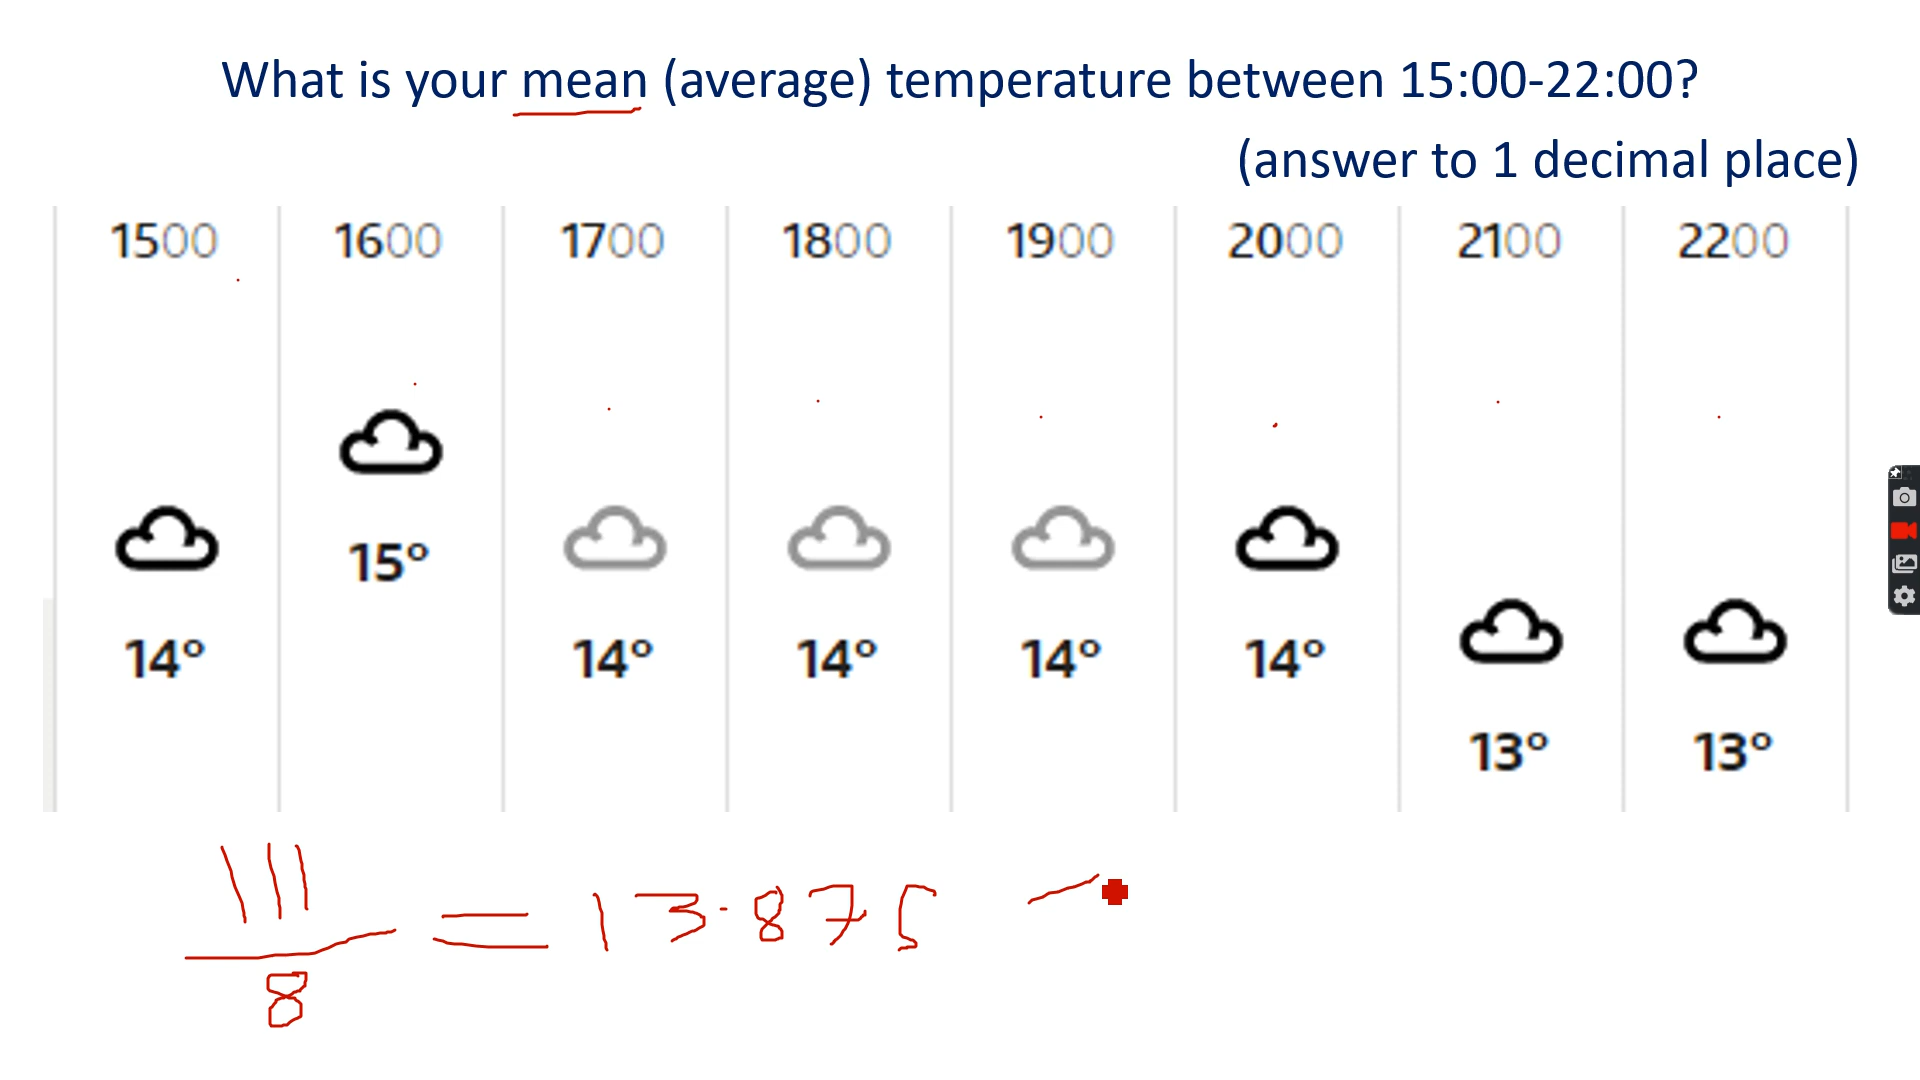 What is your mean (average) temperature between 15:00-22:00?
(answer to 1 decimal place)
1500 1600 1700 1800 1900 2000 2100 2200
15°
14° 14° 14° 14° 14°
13° 13°
111
8
= 13.875